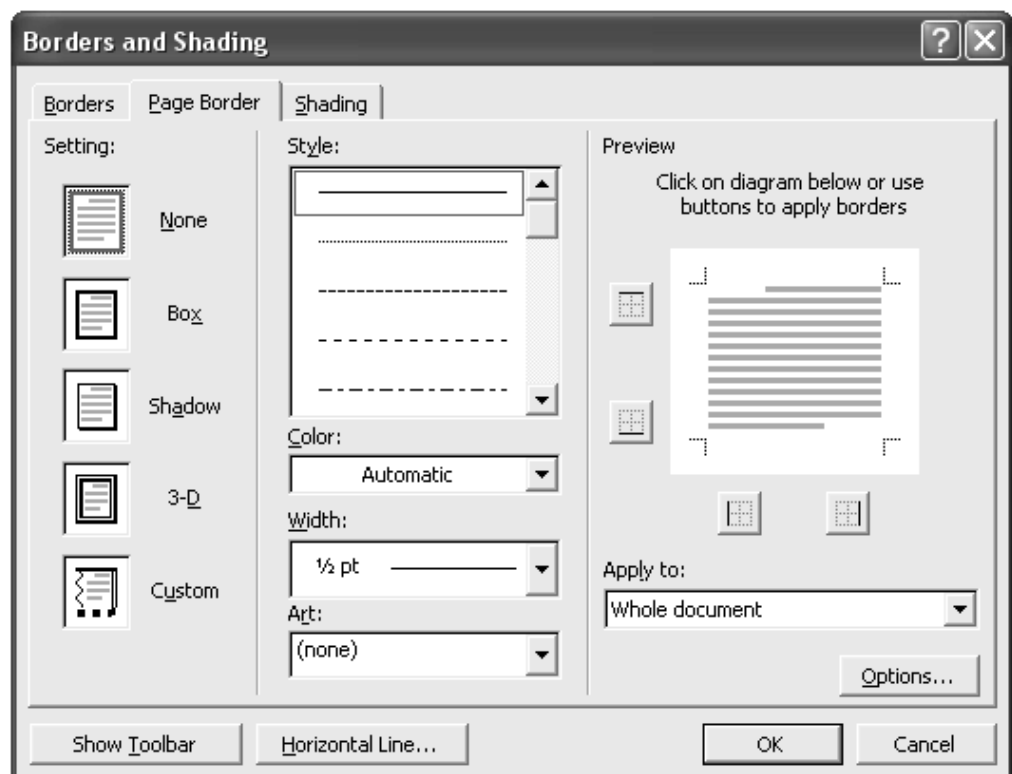 Borders and Shading
Borders
Page Border
Shading
Setting:
None
Box
Shadow
3-D
Custom
Style:
Color:
Automatic
Width:
½ pt
Art:
(none)
Preview
Click on diagram below or use
buttons to apply borders
Apply to:
Whole document
Options...
Show Toolbar
Horizontal Line...
OK
Cancel